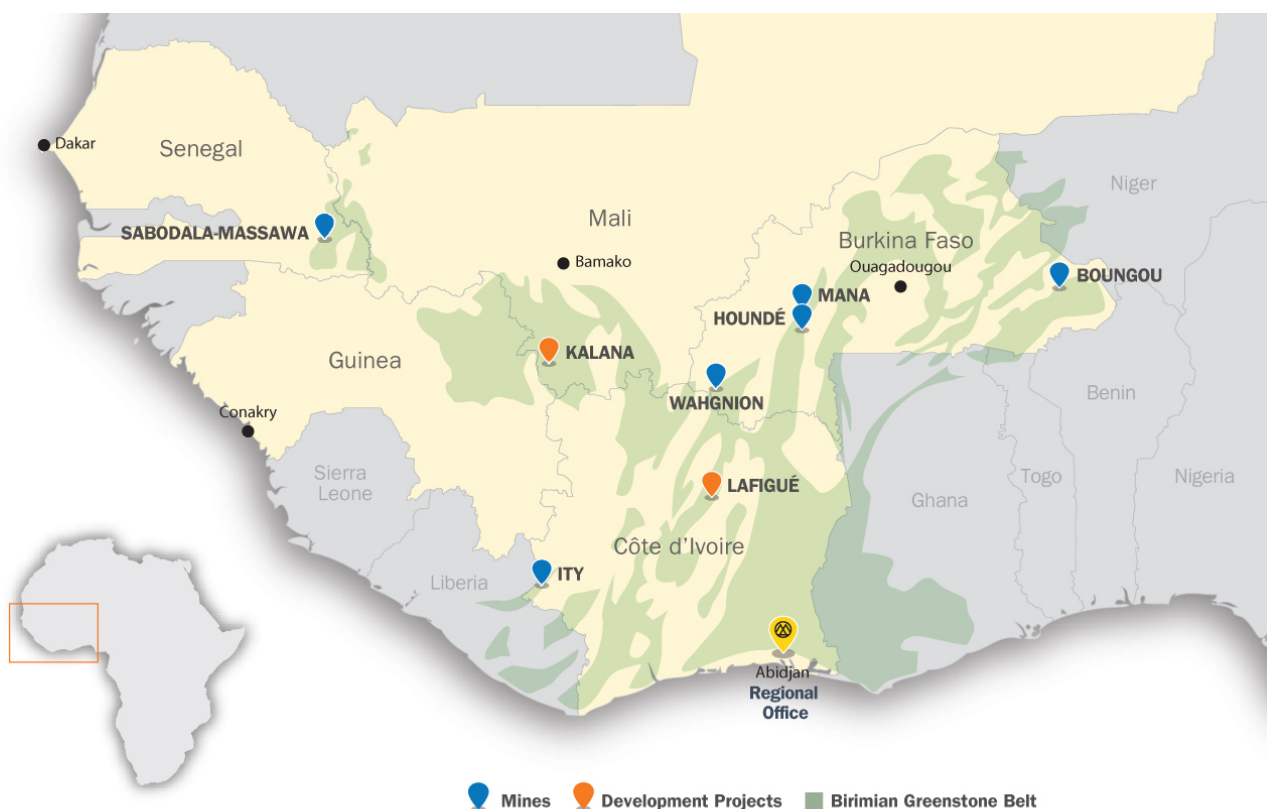 Dakar
Senegal
Niger
SABODALA-MASSAWA
Mali
Burkina Faso
Bamako
Ouagadougou
BOUNGOU
MANA
HOUNDÉ
KALANA
Guinea
WAHGNION
Benin
Conakry
Sierra
Leone
LAFIGUÉ
Ghana
Togo
Nigeria
Côte d'Ivoire
ITY
Liberia
Abidjan
Regional
Office
Mines
Development Projects
Birimian Greenstone Belt